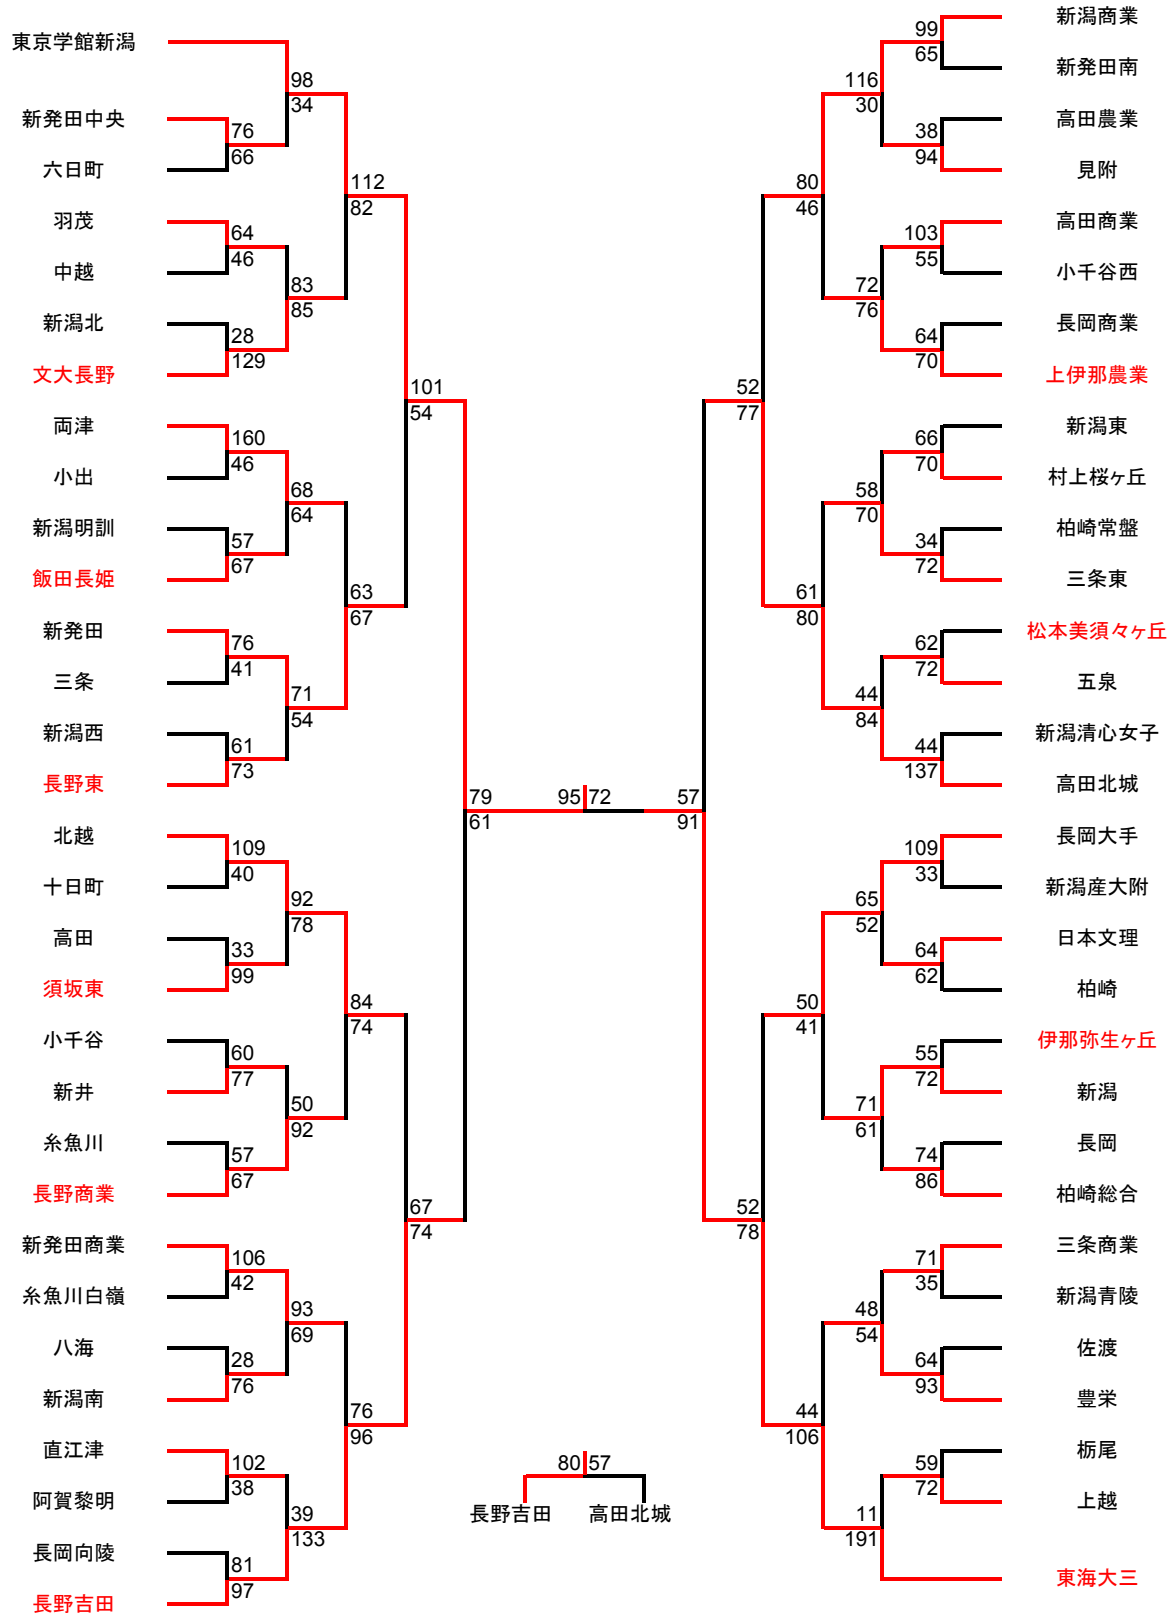 東京学館新潟
新発田中央
六日町
羽茂
中越
新潟北
文大長野
両津
小出
新潟明訓
飯田長姫
新発田
三条
新潟西
長野東
北越
十日町
高田
須坂東
小千谷
新井
糸魚川
長野商業
新発田商業
糸魚川白嶺
八海
新潟南
直江津
阿賀黎明
長岡向陵
長野吉田
76
66
64
46
28
129
160
46
57
67
76
41
61
73
109
40
33
99
60
77
57
67
106
42
28
76
102
38
81
97
98
34
83
85
68
64
71
54
92
78
50
92
93
69
39
133
112
82
63
67
84
74
76
96
101
54
67
74
79
61
95 72
80 57
長野吉田 高田北城
57
91
52
77
52
78
80
46
61
80
50
41
44
106
116
30
72
76
58
70
44
84
65
52
71
61
48
54
11
191
99
65
38
94
103
55
64
70
66
70
34
72
62
72
44
137
109
33
64
62
55
72
74
86
71
35
64
93
59
72
新潟商業
新発田南
高田農業
見附
高田商業
小千谷西
長岡商業
上伊那農業
新潟東
村上桜ヶ丘
柏崎常盤
三条東
松本美須々ヶ丘
五泉
新潟清心女子
高田北城
長岡大手
新潟産大附
日本文理
柏崎
伊那弥生ヶ丘
新潟
長岡
柏崎総合
三条商業
新潟青陵
佐渡
豊栄
栃尾
上越
東海大三